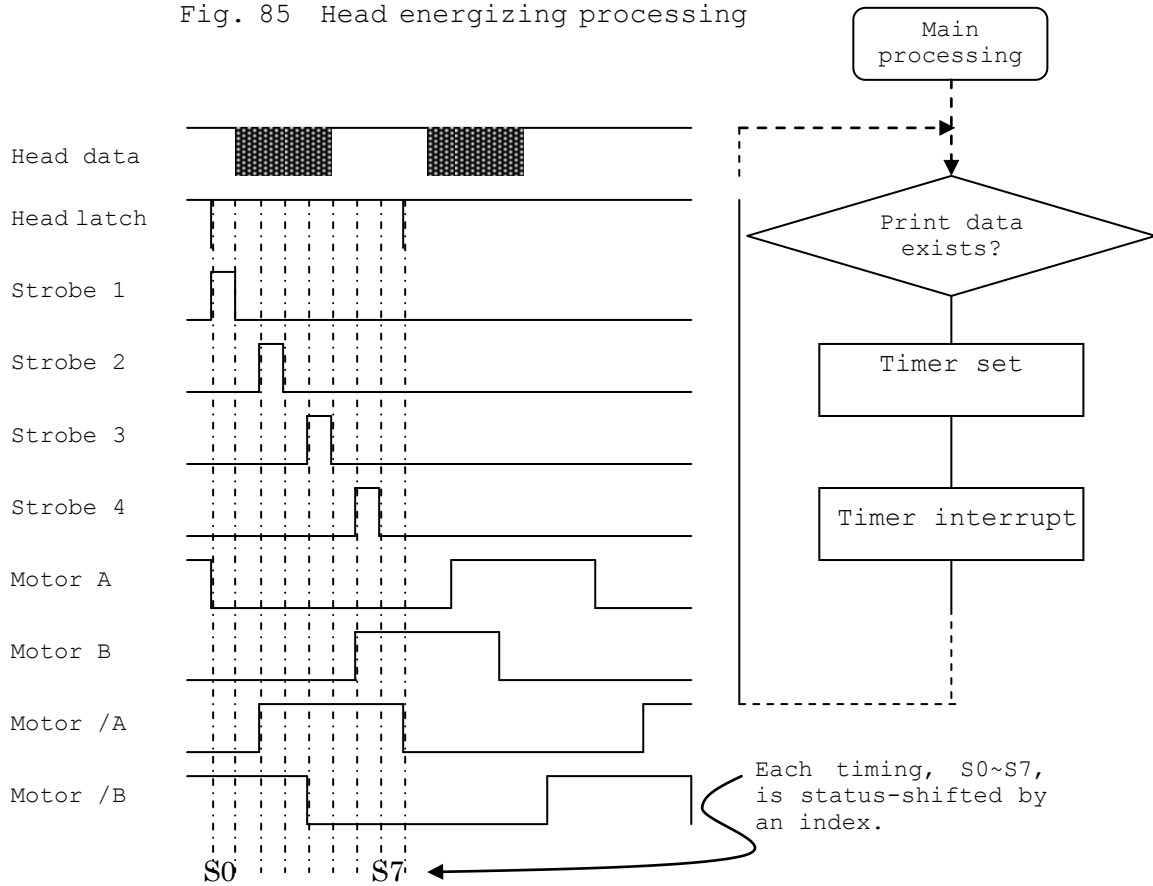 Fig. 85 Head energizing processing
Main
processing
Head data
Head latch
Print data
exists?
Strobe 1
Strobe 2
Timer set
Strobe 3
Strobe 4
Timer interrupt
Motor A
Motor B
Motor /A
Motor /B
Each timing, S0~S7,
is status-shifted by
an index.
S0
S7